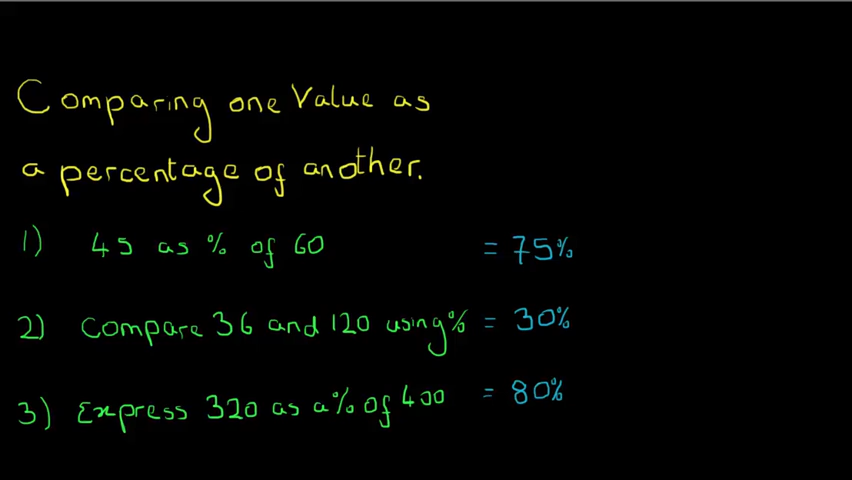 Comparing one Value as
a percentage of another.
1) 45 as % of 60 = 75%
2) Compare 36 and 120 using % = 30%
3) Express 320 as a % of 400 = 80%